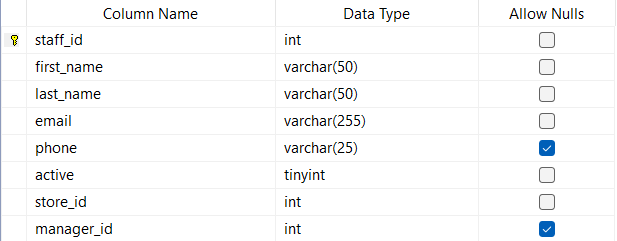 Column Name Data Type Allow Nulls
staff_id int
first_name varchar(50)
last_name varchar(50)
email varchar(255)
phone varchar(25)
active tinyint
store_id int
manager_id int